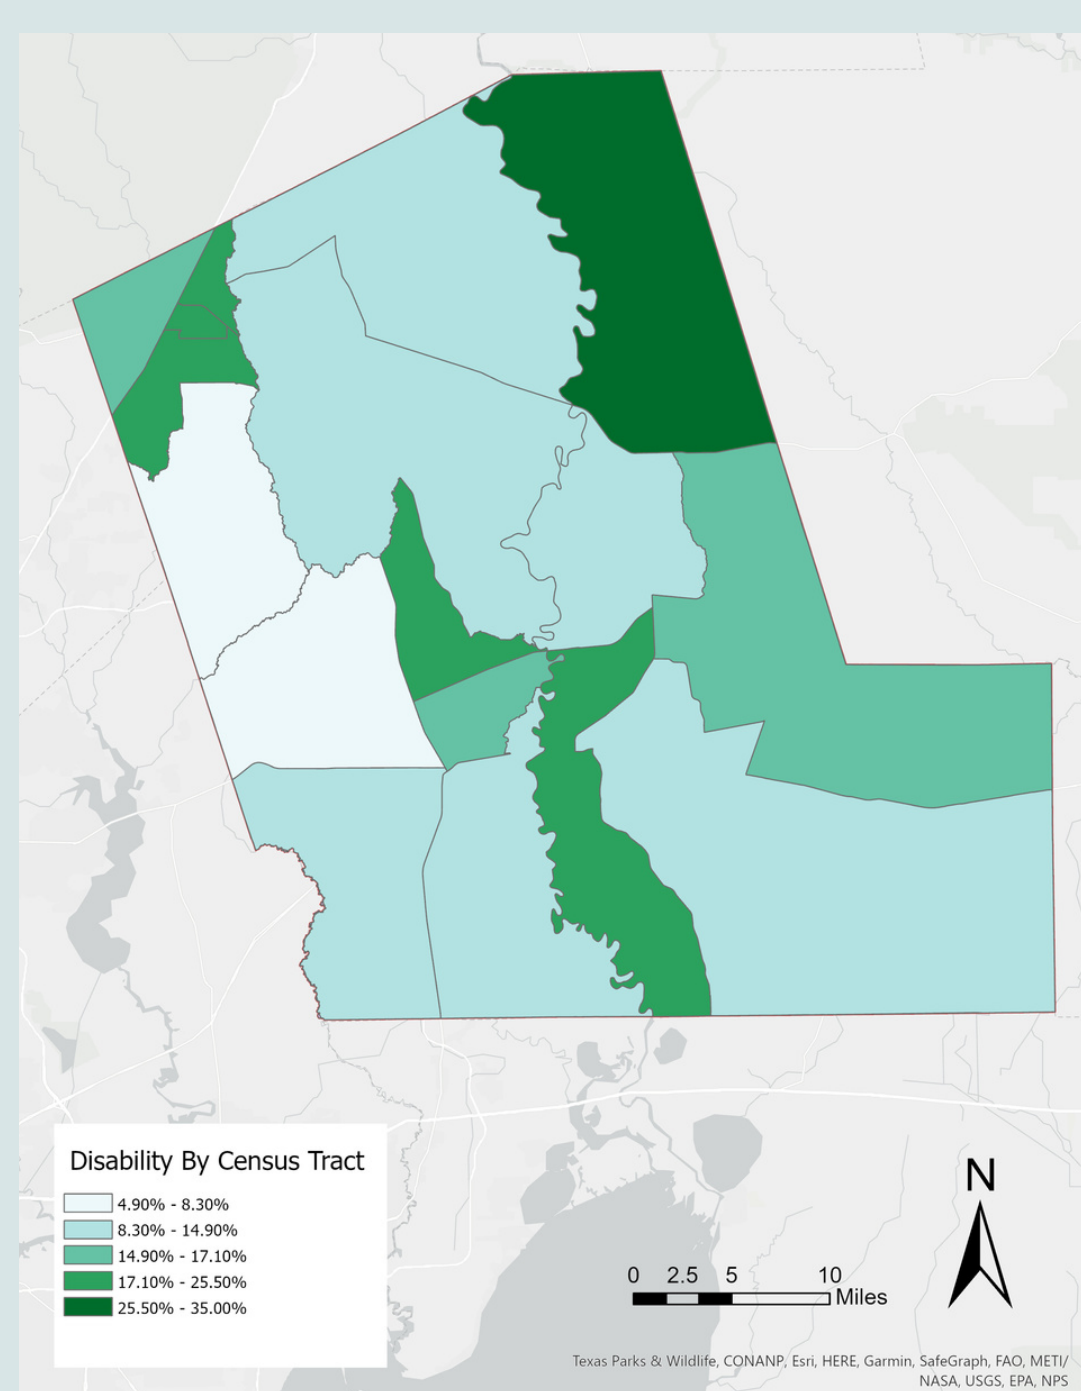 Disability By Census Tract
4.90% - 8.30%
8.30% - 14.90%
14.90% - 17.10%
17.10% - 25.50%
25.50% - 35.00%
N
0 2.5 5 10
Miles
Texas Parks & Wildlife, CONANP, Esri, HERE, Garmin, SafeGraph, FAO, METI/
NASA, USGS, EPA, NPS